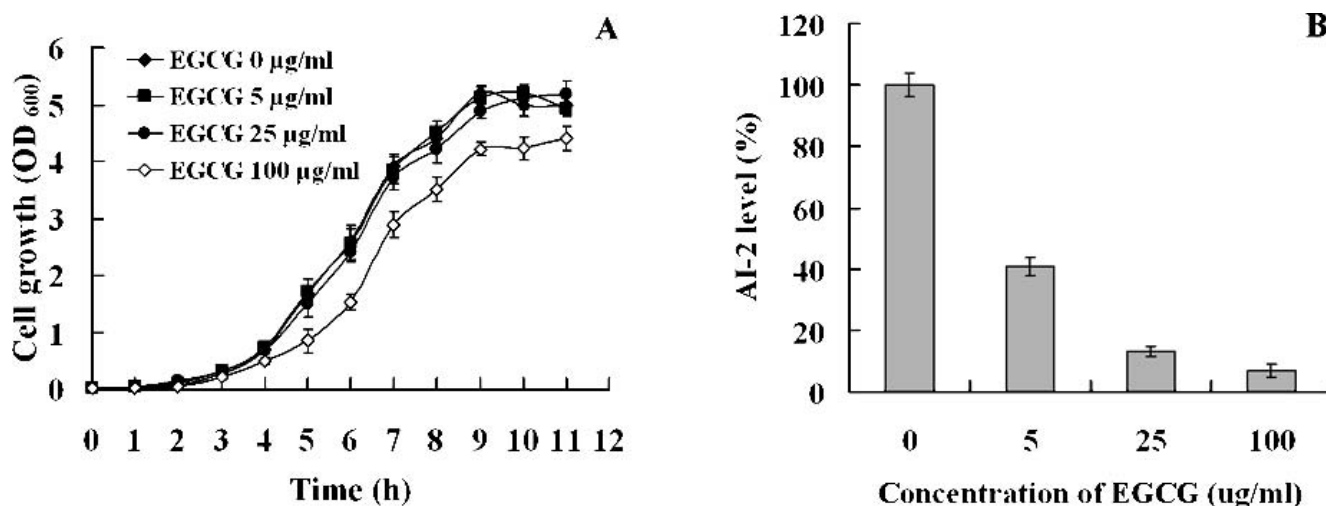 A
Cell growth (OD 600)
6
5
4
3
2
1
0
EGCG 0 µg/ml
EGCG 5 µg/ml
EGCG 25 µg/ml
EGCG 100 µg/ml
0 1 2 3 4 5 6 7 8 9 10 11 12
Time (h)
B
AI-2 level (%)
120
100
80
60
40
20
0
0 5 25 100
Concentration of EGCG (ug/ml)